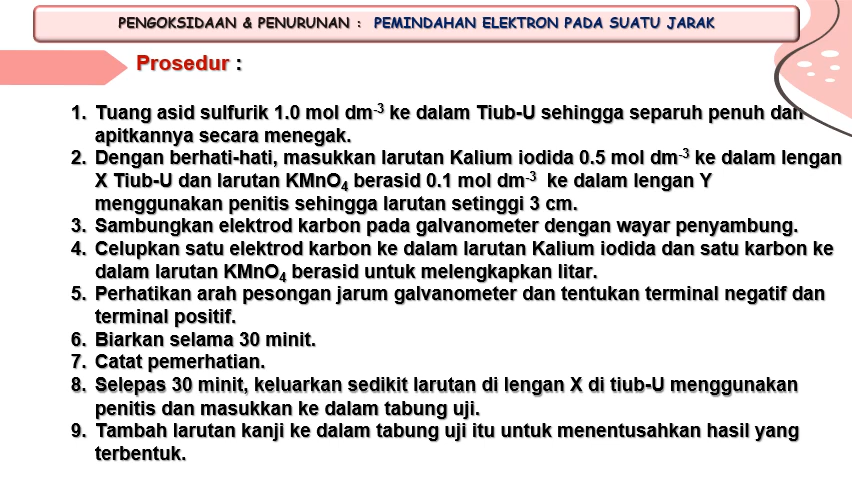 PENGOKSIDAAN & PENURUNAN : PEMINDAHAN ELEKTRON PADA SUATU JARAK
Prosedur :
1. Tuang asid sulfurik 1.0 mol dm⁻³ ke dalam Tiub-U sehingga separuh penuh dan
apitkannya secara menegak.
2. Dengan berhati-hati, masukkan larutan Kalium iodida 0.5 mol dm⁻³ ke dalam lengan
X Tiub-U dan larutan KMnO₄ berasid 0.1 mol dm⁻³ ke dalam lengan Y
menggunakan penitis sehingga larutan setinggi 3 cm.
3. Sambungkan elektrod karbon pada galvanometer dengan wayar penyambung.
4. Celupkan satu elektrod karbon ke dalam larutan Kalium iodida dan satu karbon ke
dalam larutan KMnO₄ berasid untuk melengkapkan litar.
5. Perhatikan arah pesongan jarum galvanometer dan tentukan terminal negatif dan
terminal positif.
6. Biarkan selama 30 minit.
7. Catat pemerhatian.
8. Selepas 30 minit, keluarkan sedikit larutan di lengan X di tiub-U menggunakan
penitis dan masukkan ke dalam tabung uji.
9. Tambah larutan kanji ke dalam tabung uji itu untuk menentusahkan hasil yang
terbentuk.